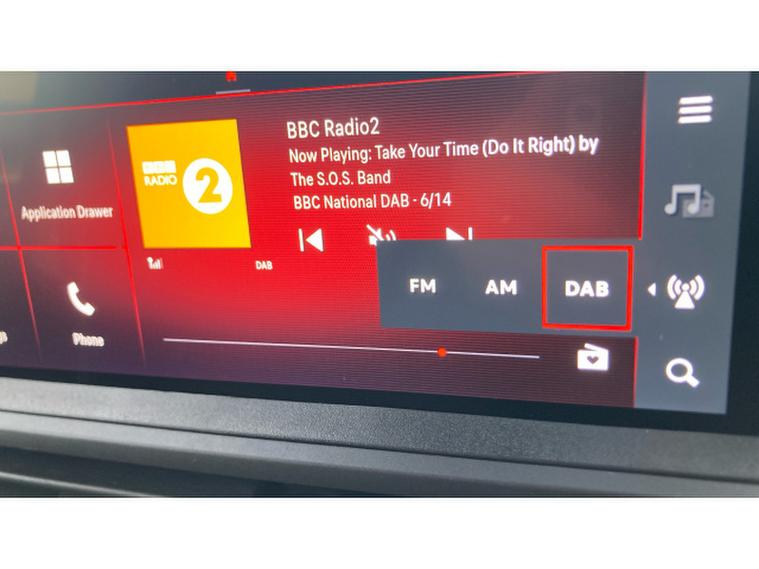 BBC Radio2
Now Playing: Take Your Time (Do It Right) by
The S.O.S. Band
BBC National DAB - 6/14
BBC
RADIO 2
Application Drawer
DAB
FM AM DAB
Phone